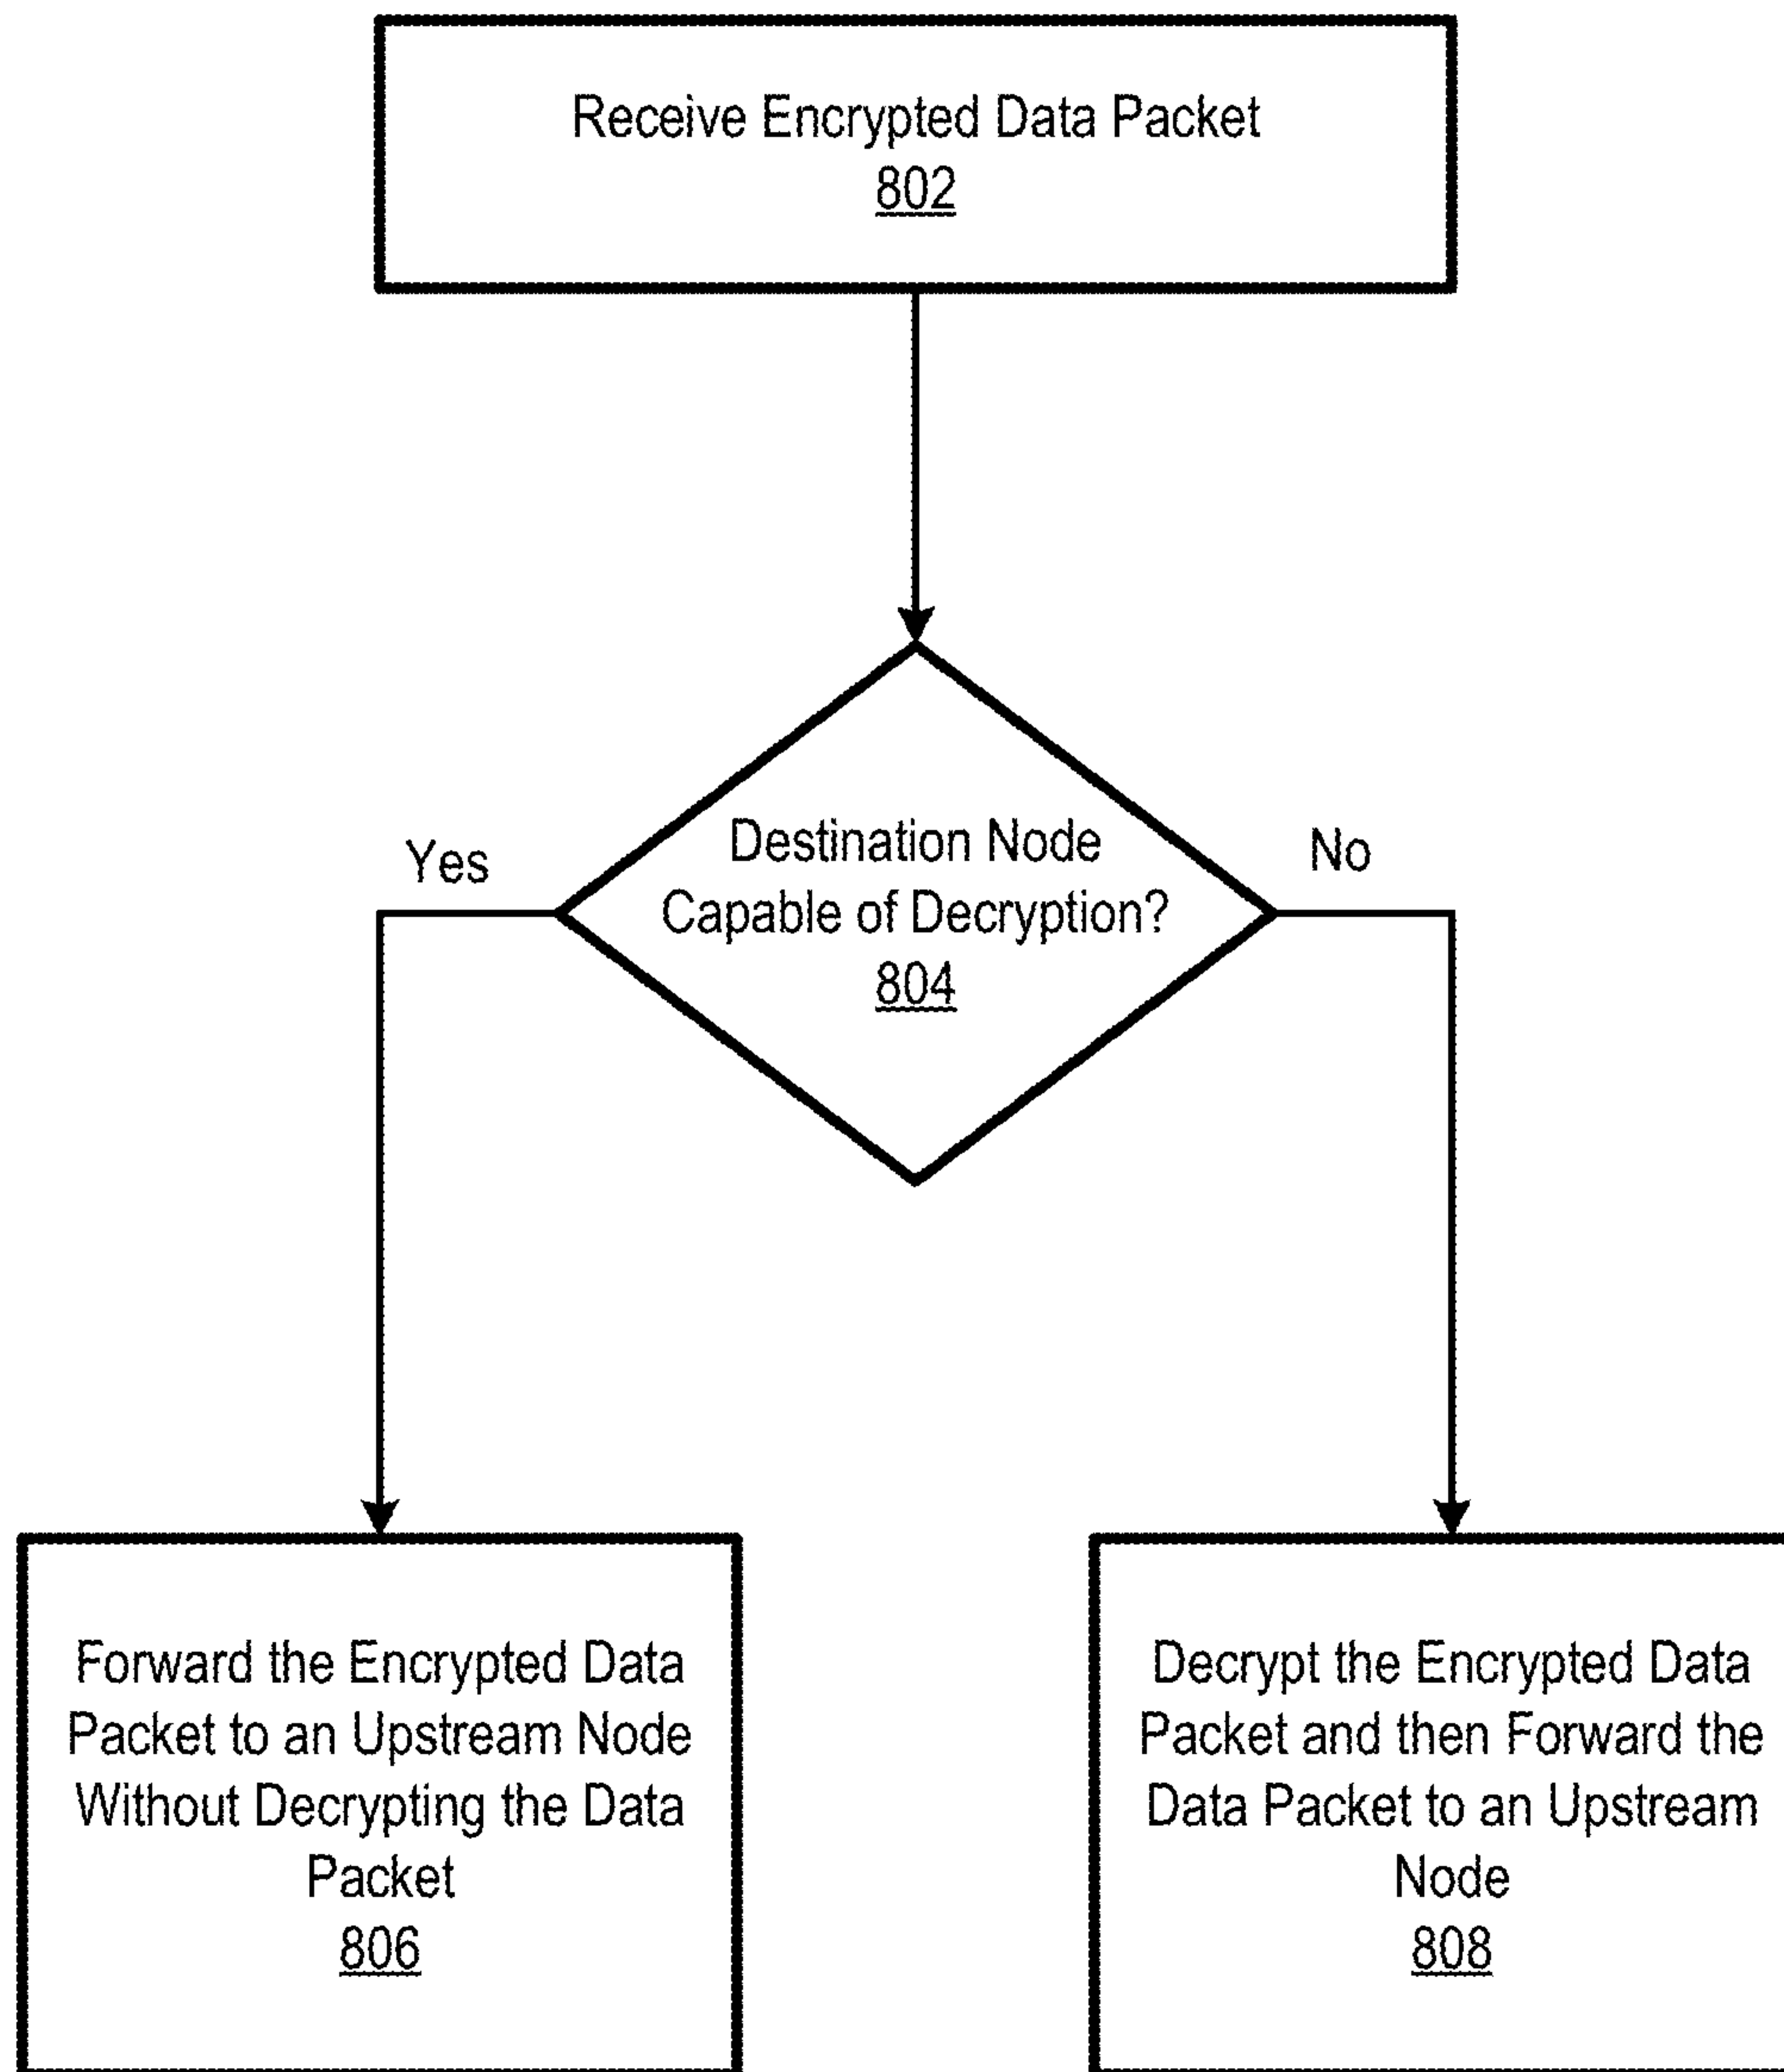 Receive Encrypted Data Packet
802
Destination Node
Capable of Decryption?
804
Yes
No
Forward the Encrypted Data
Packet to an Upstream Node
Without Decrypting the Data
Packet
806
Decrypt the Encrypted Data
Packet and then Forward the
Data Packet to an Upstream
Node
808